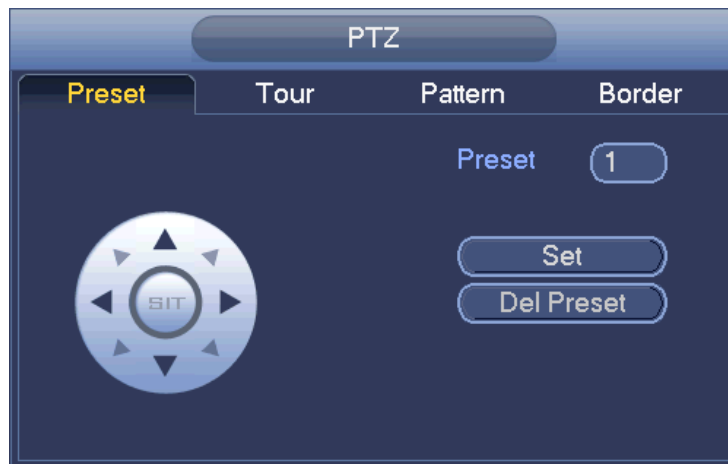 PTZ
Preset Tour Pattern Border
Preset 1
SIT
Set
Del Preset